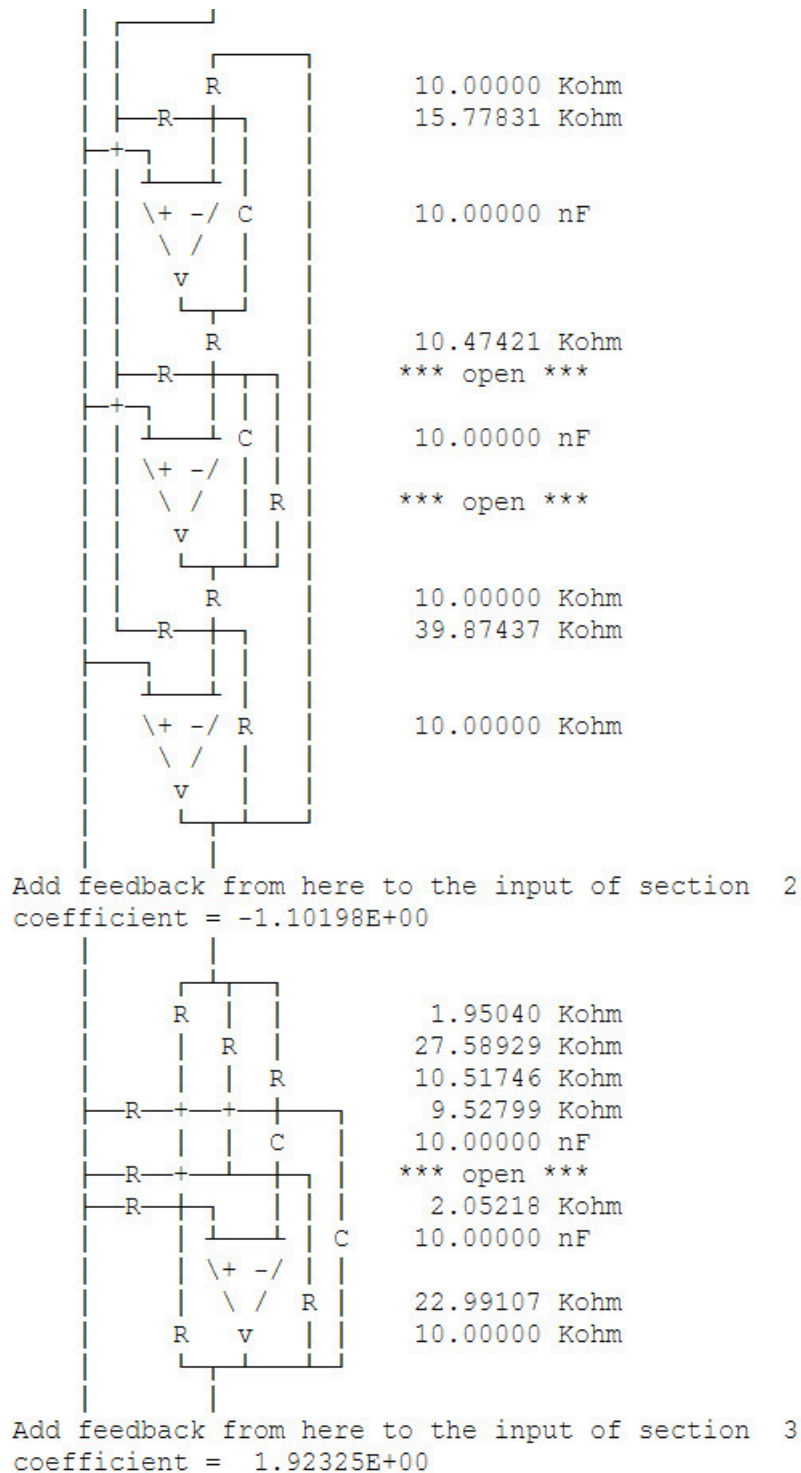 R 10.00000 Kohm
R 15.77831 Kohm
+
\+ -/ C 10.00000 nF
\ /
v
R 10.47421 Kohm
R *** open ***
+
C 10.00000 nF
\+ -/
\ / R *** open ***
v
R 10.00000 Kohm
R 39.87437 Kohm
\+ -/ R 10.00000 Kohm
\ /
v
Add feedback from here to the input of section 2
coefficient = -1.10198E+00
R 1.95040 Kohm
R 27.58929 Kohm
R 10.51746 Kohm
R + + 9.52799 Kohm
C 10.00000 nF
R + *** open ***
R 2.05218 Kohm
C 10.00000 nF
\+ -/
\ / R 22.99107 Kohm
R v 10.00000 Kohm
Add feedback from here to the input of section 3
coefficient = 1.92325E+00